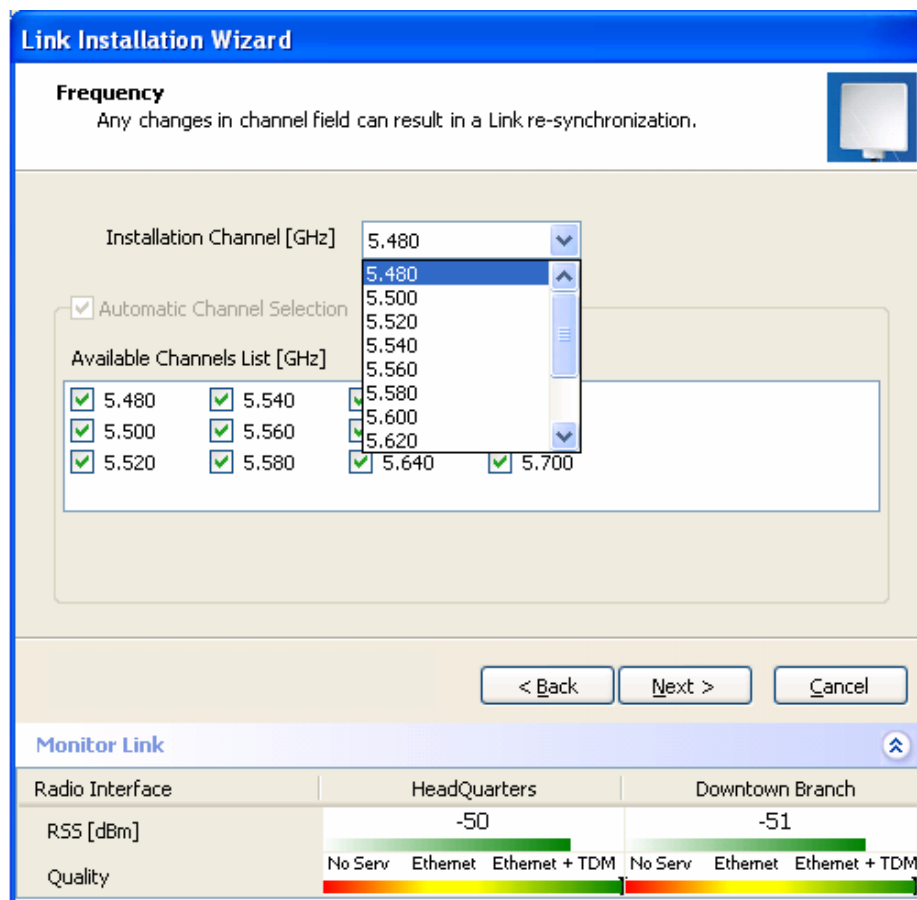 Link Installation Wizard
Frequency
Any changes in channel field can result in a Link re-synchronization.
Installation Channel [GHz] 5.480
5.480
5.500
5.520
5.540
5.560
5.580
5.600
5.620
Automatic Channel Selection
Available Channels List [GHz]
5.480 5.540
5.500 5.560
5.520 5.580 5.640 5.700
< Back Next > Cancel
Monitor Link
Radio Interface HeadQuarters Downtown Branch
RSS [dBm] -50 -51
Quality No Serv Ethernet Ethernet + TDM No Serv Ethernet Ethernet + TDM